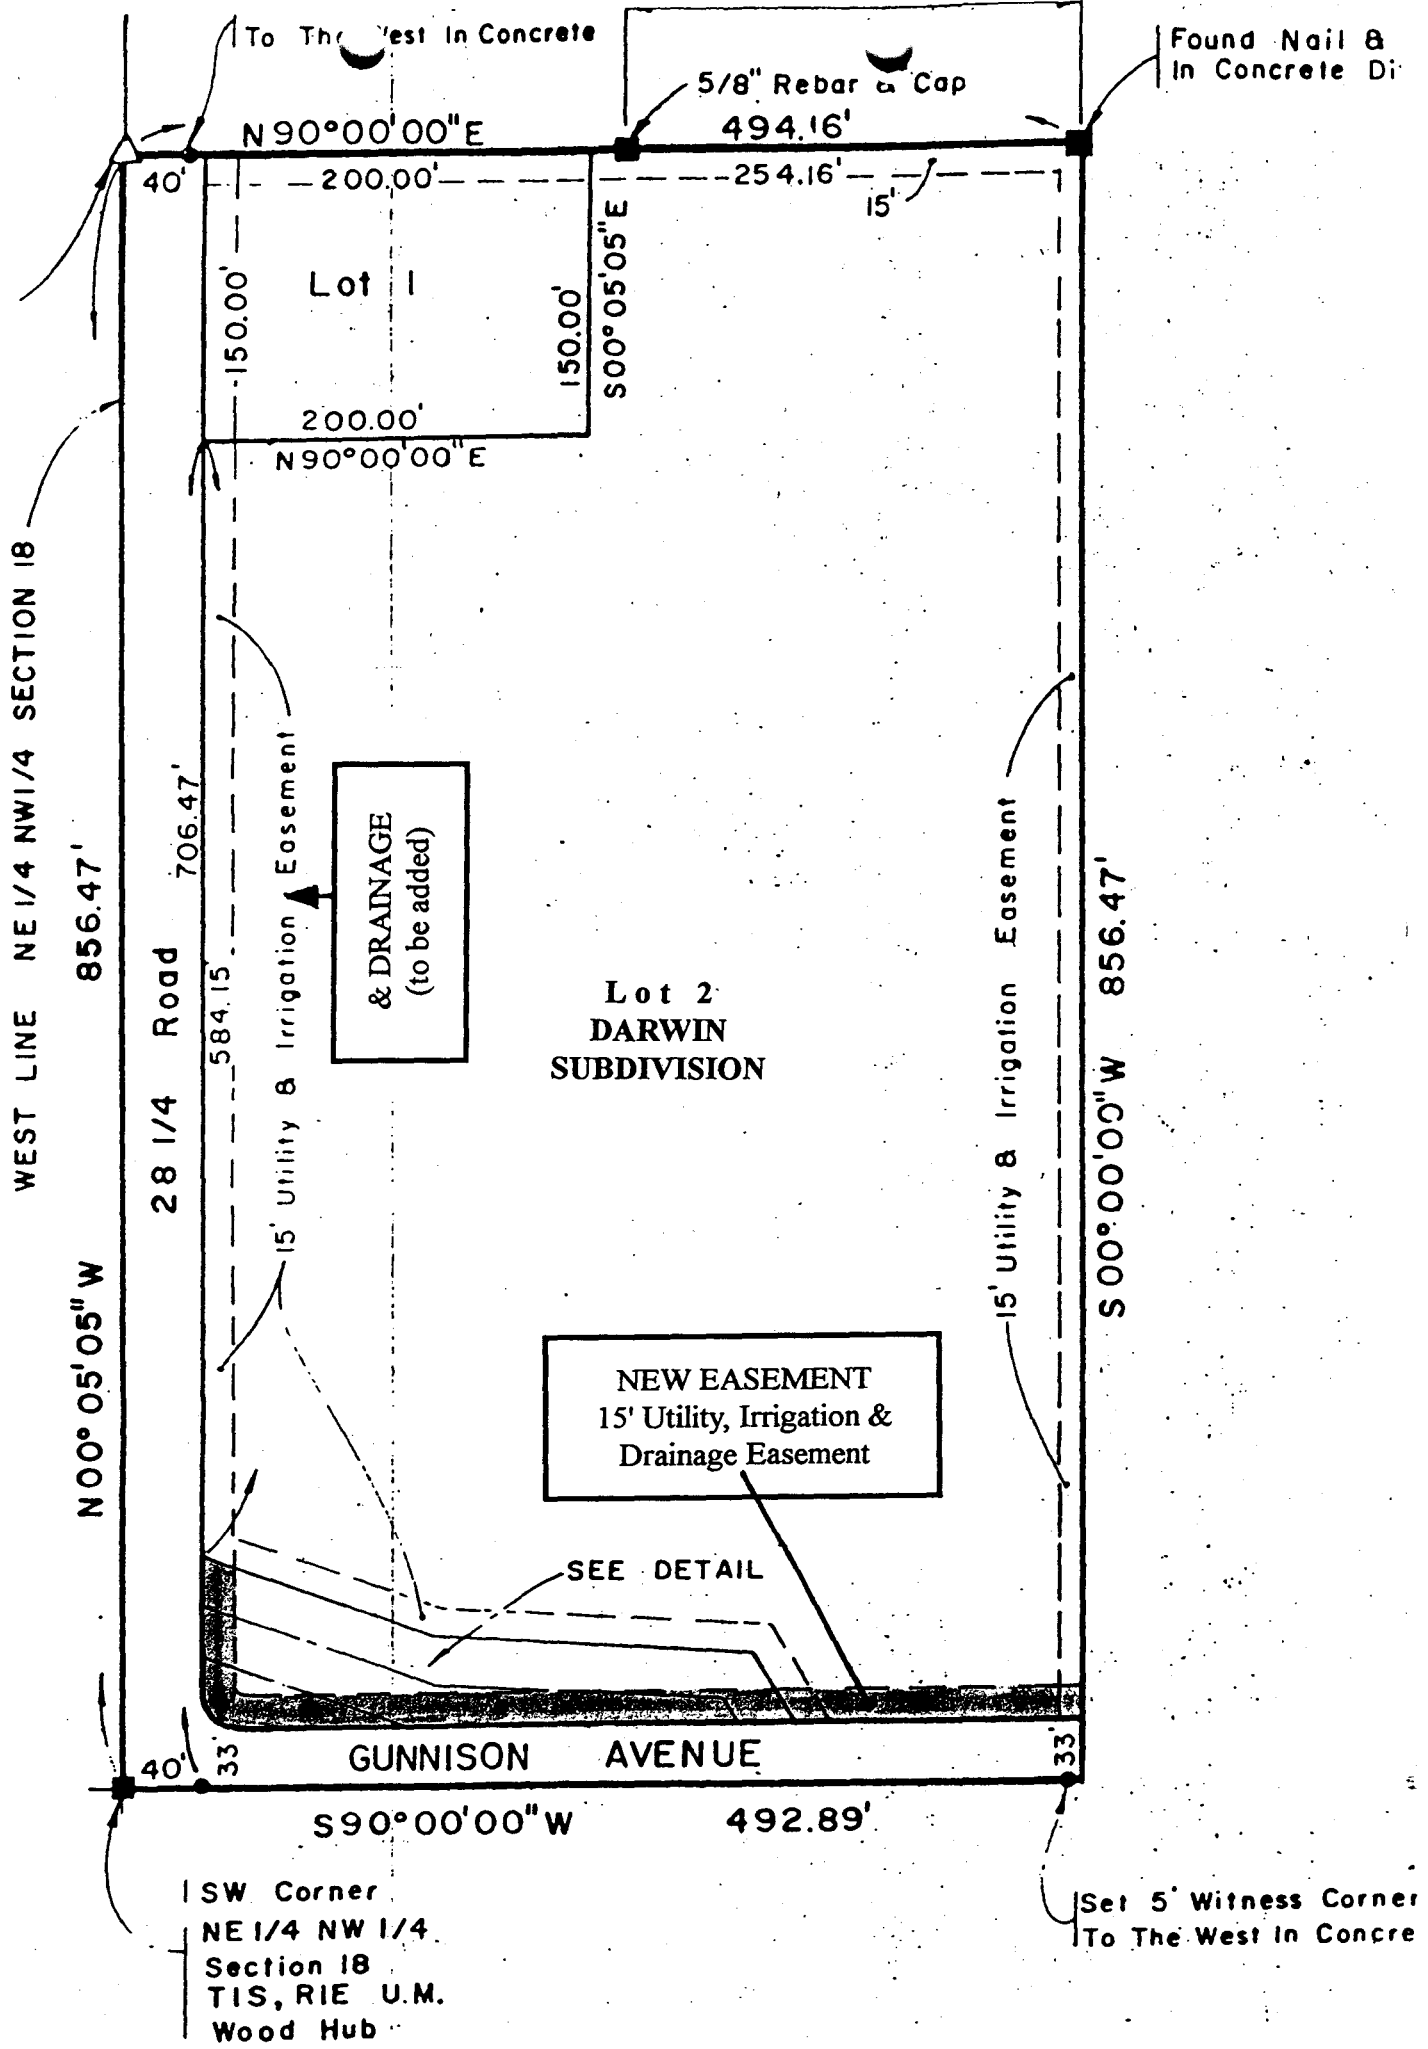 To The West In Concrete
Found Nail &
In Concrete Di
5/8" Rebar & Cap
N 90°00'00" E
494.16'
40'
200.00'
254.16'
15'
Lot 1
150.00'
150.00'
S00°05'05"E
200.00'
N90°00'00"E
WEST LINE NE 1/4 NW1/4 SECTION 18
856.47'
N00°05'05"W
28 1/4 Road
706.47'
584.15
15' Utility & Irrigation Easement
& DRAINAGE
(to be added)
Lot 2
DARWIN
SUBDIVISION
15' Utility & Irrigation Easement
856.47'
S 00°00'00"W
NEW EASEMENT
15' Utility, Irrigation &
Drainage Easement
SEE DETAIL
40'
33'
GUNNISON AVENUE
33'
S90°00'00"W
492.89'
SW Corner
NE 1/4 NW 1/4
Section 18
T1S, R1E U.M.
Wood Hub
Set 5' Witness Corner
To The West In Concre